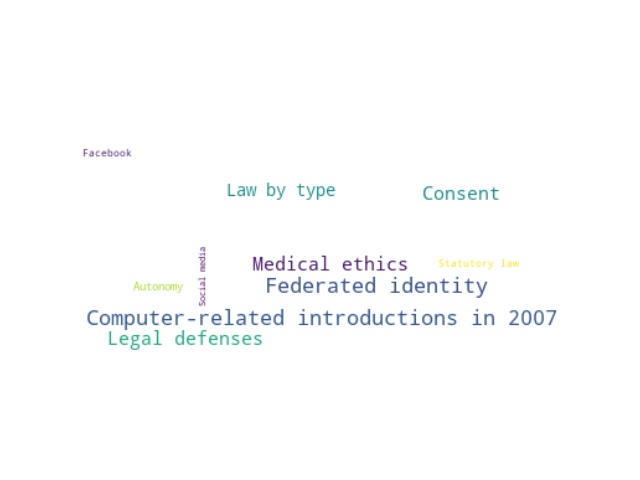 Facebook
Law by type
Consent
Social media
Medical ethics
Statutory law
Autonomy
Federated identity
Computer-related introductions in 2007
Legal defenses